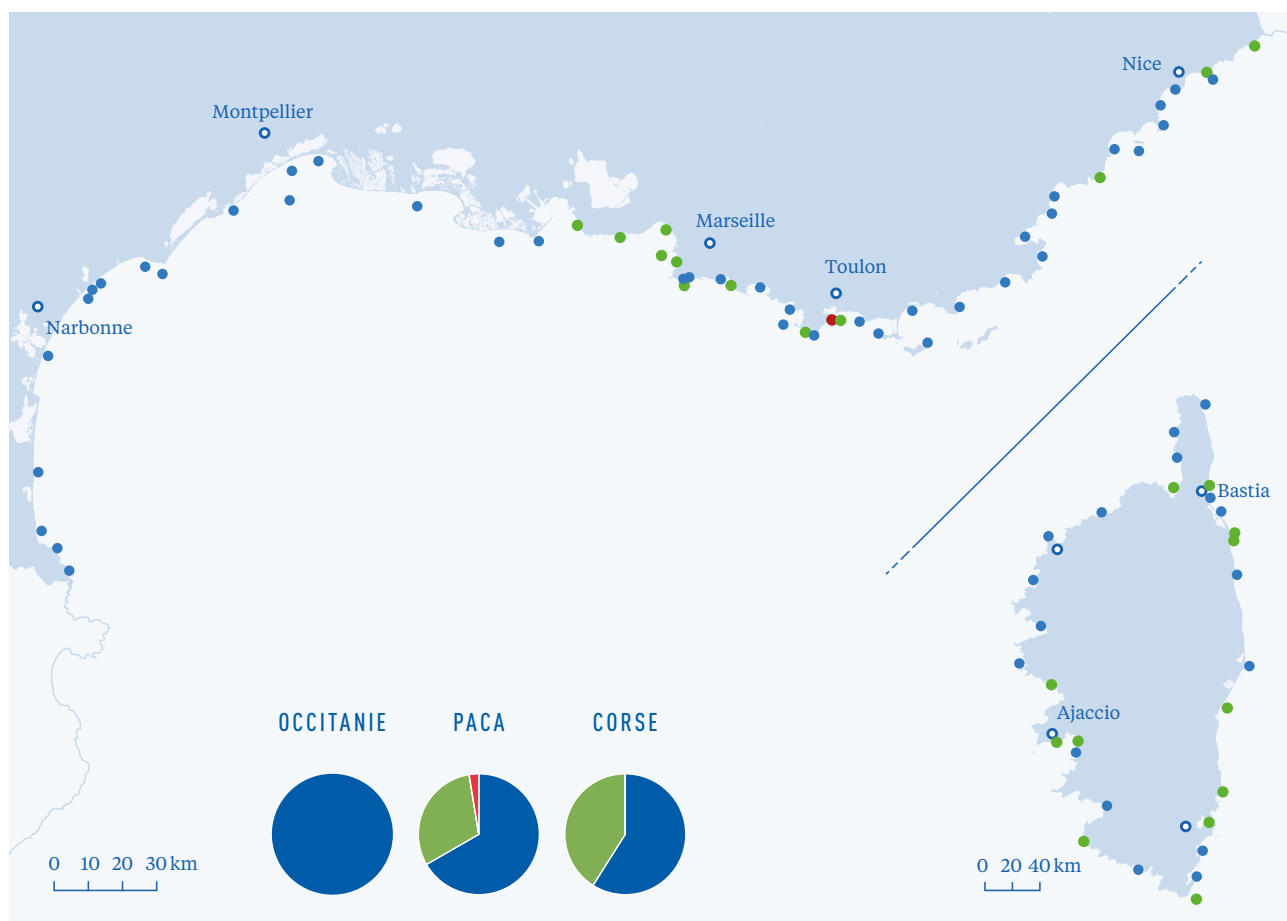 Nice
Montpellier
Marseille
Toulon
Narbonne
Bastia
Ajaccio
OCCITANIE
PACA
CORSE
0 10 20 30 km
0 20 40 km